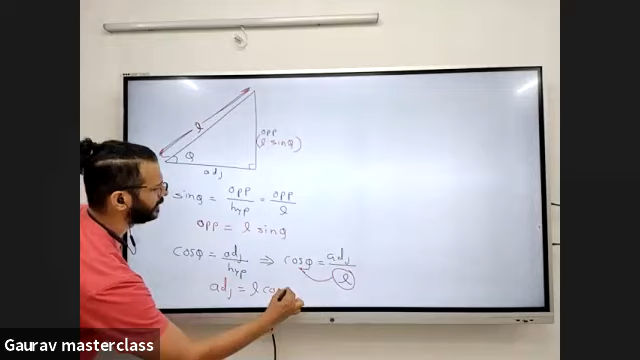 l
opp
(l sinθ)
θ
adj
sinθ = opp/hyp = opp/l
opp = l sinθ
cosθ = adj/hyp ⇒ cosθ = adj/l
adj = l cos
Gaurav masterclass